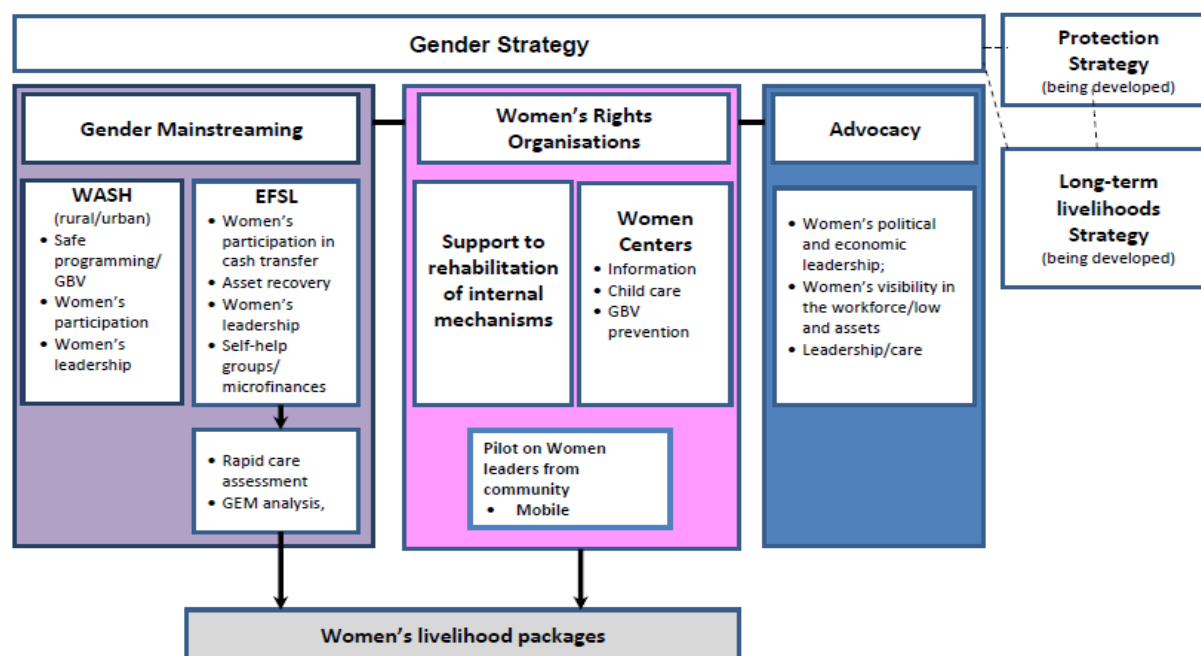 Gender Strategy
Protection
Strategy
(being developed)
Gender Mainstreaming
Women's Rights
Organisations
Advocacy
Long-term
livelihoods
Strategy
(being developed)
WASH
(rural/urban)
• Safe
programming/
GBV
• Women's
participation
• Women's
leadership
EFSL
• Women's
participation in
cash transfer
• Asset recovery
• Women's
leadership
• Self-help
groups/
microfinances
• Rapid care
assessment
• GEM analysis,
Support to
rehabilitation
of internal
mechanisms
Women
Centers
• Information
• Child care
• GBV
prevention
Pilot on Women
leaders from
community
• Mobile
• Women's political
and economic
leadership;
• Women's visibility in
the workforce/low
and assets
• Leadership/care
Women's livelihood packages